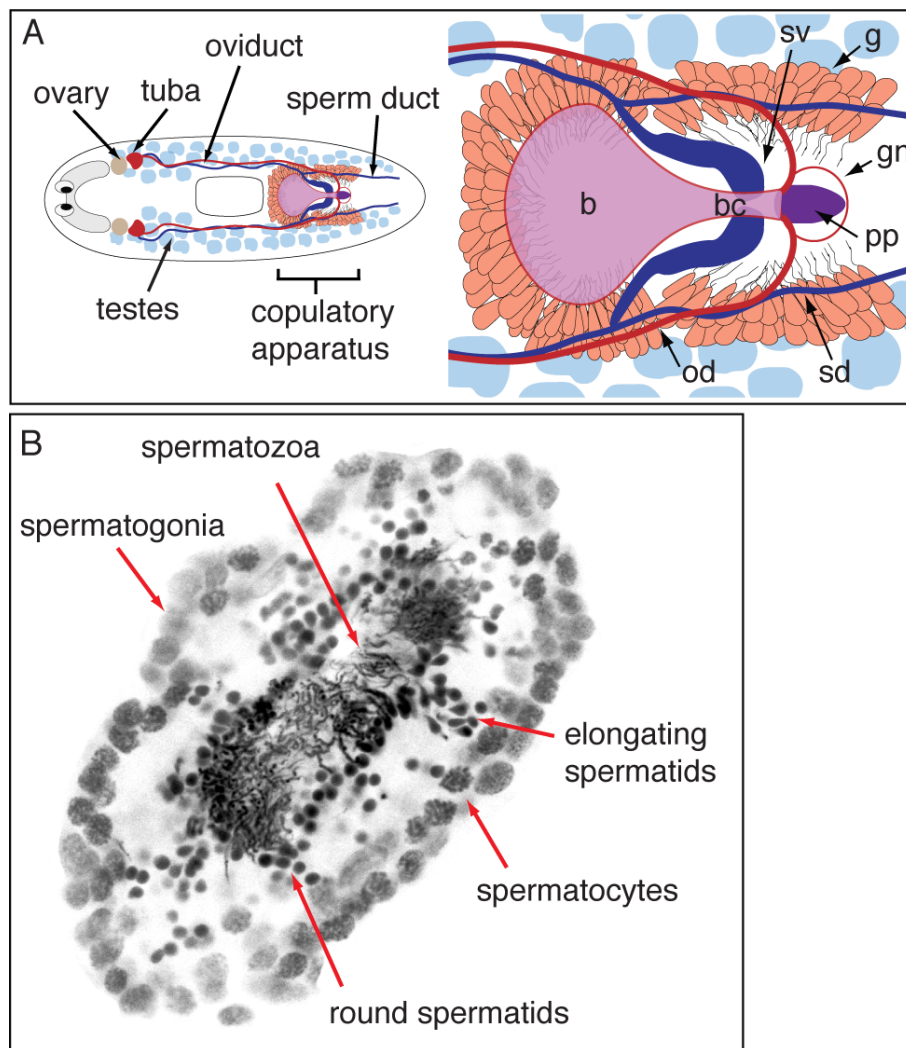 A
ovary
tuba
oviduct
sperm duct
testes
copulatory
apparatus
sv
g
gn
b
bc
pp
od
sd
B
spermatozoa
spermatogonia
elongating
spermatids
spermatocytes
round spermatids